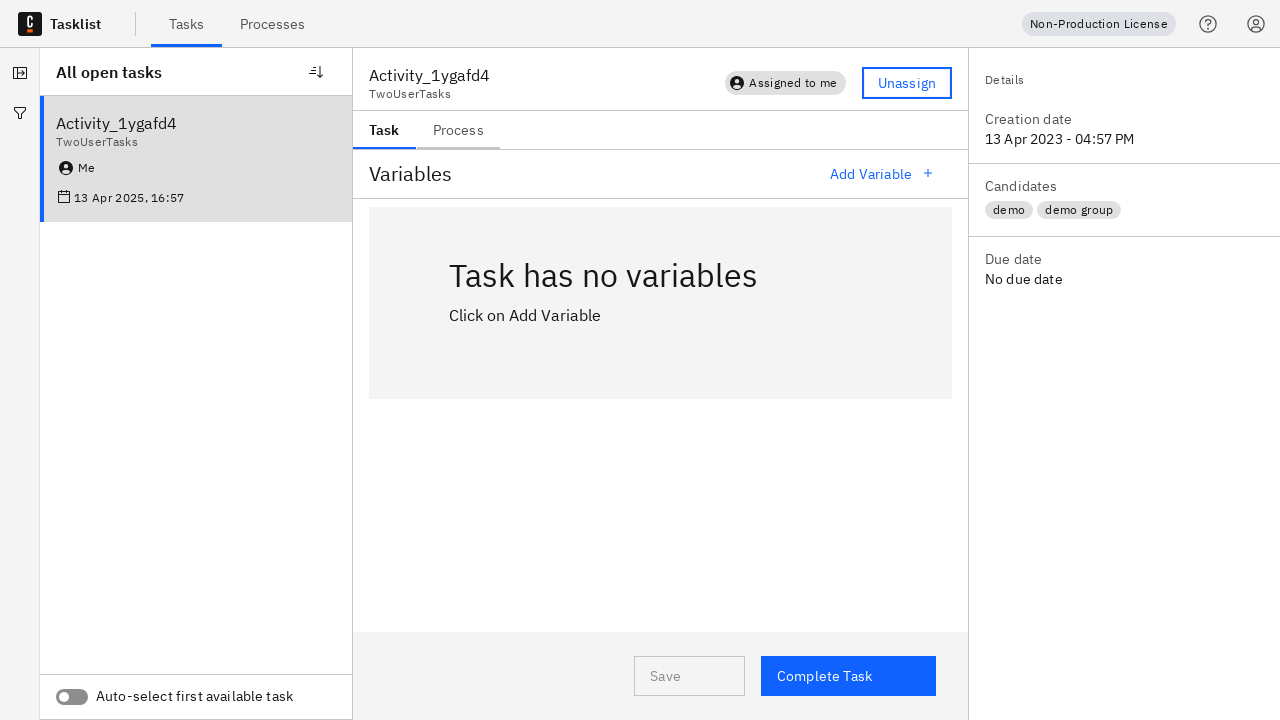 Tasklist
Tasks
Processes
Non-Production License
All open tasks
Activity_1ygafd4
TwoUserTasks
Me
13 Apr 2025, 16:57
Auto-select first available task
Activity_1ygafd4
TwoUserTasks
Assigned to me
Unassign
Task
Process
Variables
Add Variable
Task has no variables
Click on Add Variable
Save
Complete Task
Details
Creation date
13 Apr 2023 - 04:57 PM
Candidates
demo
demo group
Due date
No due date